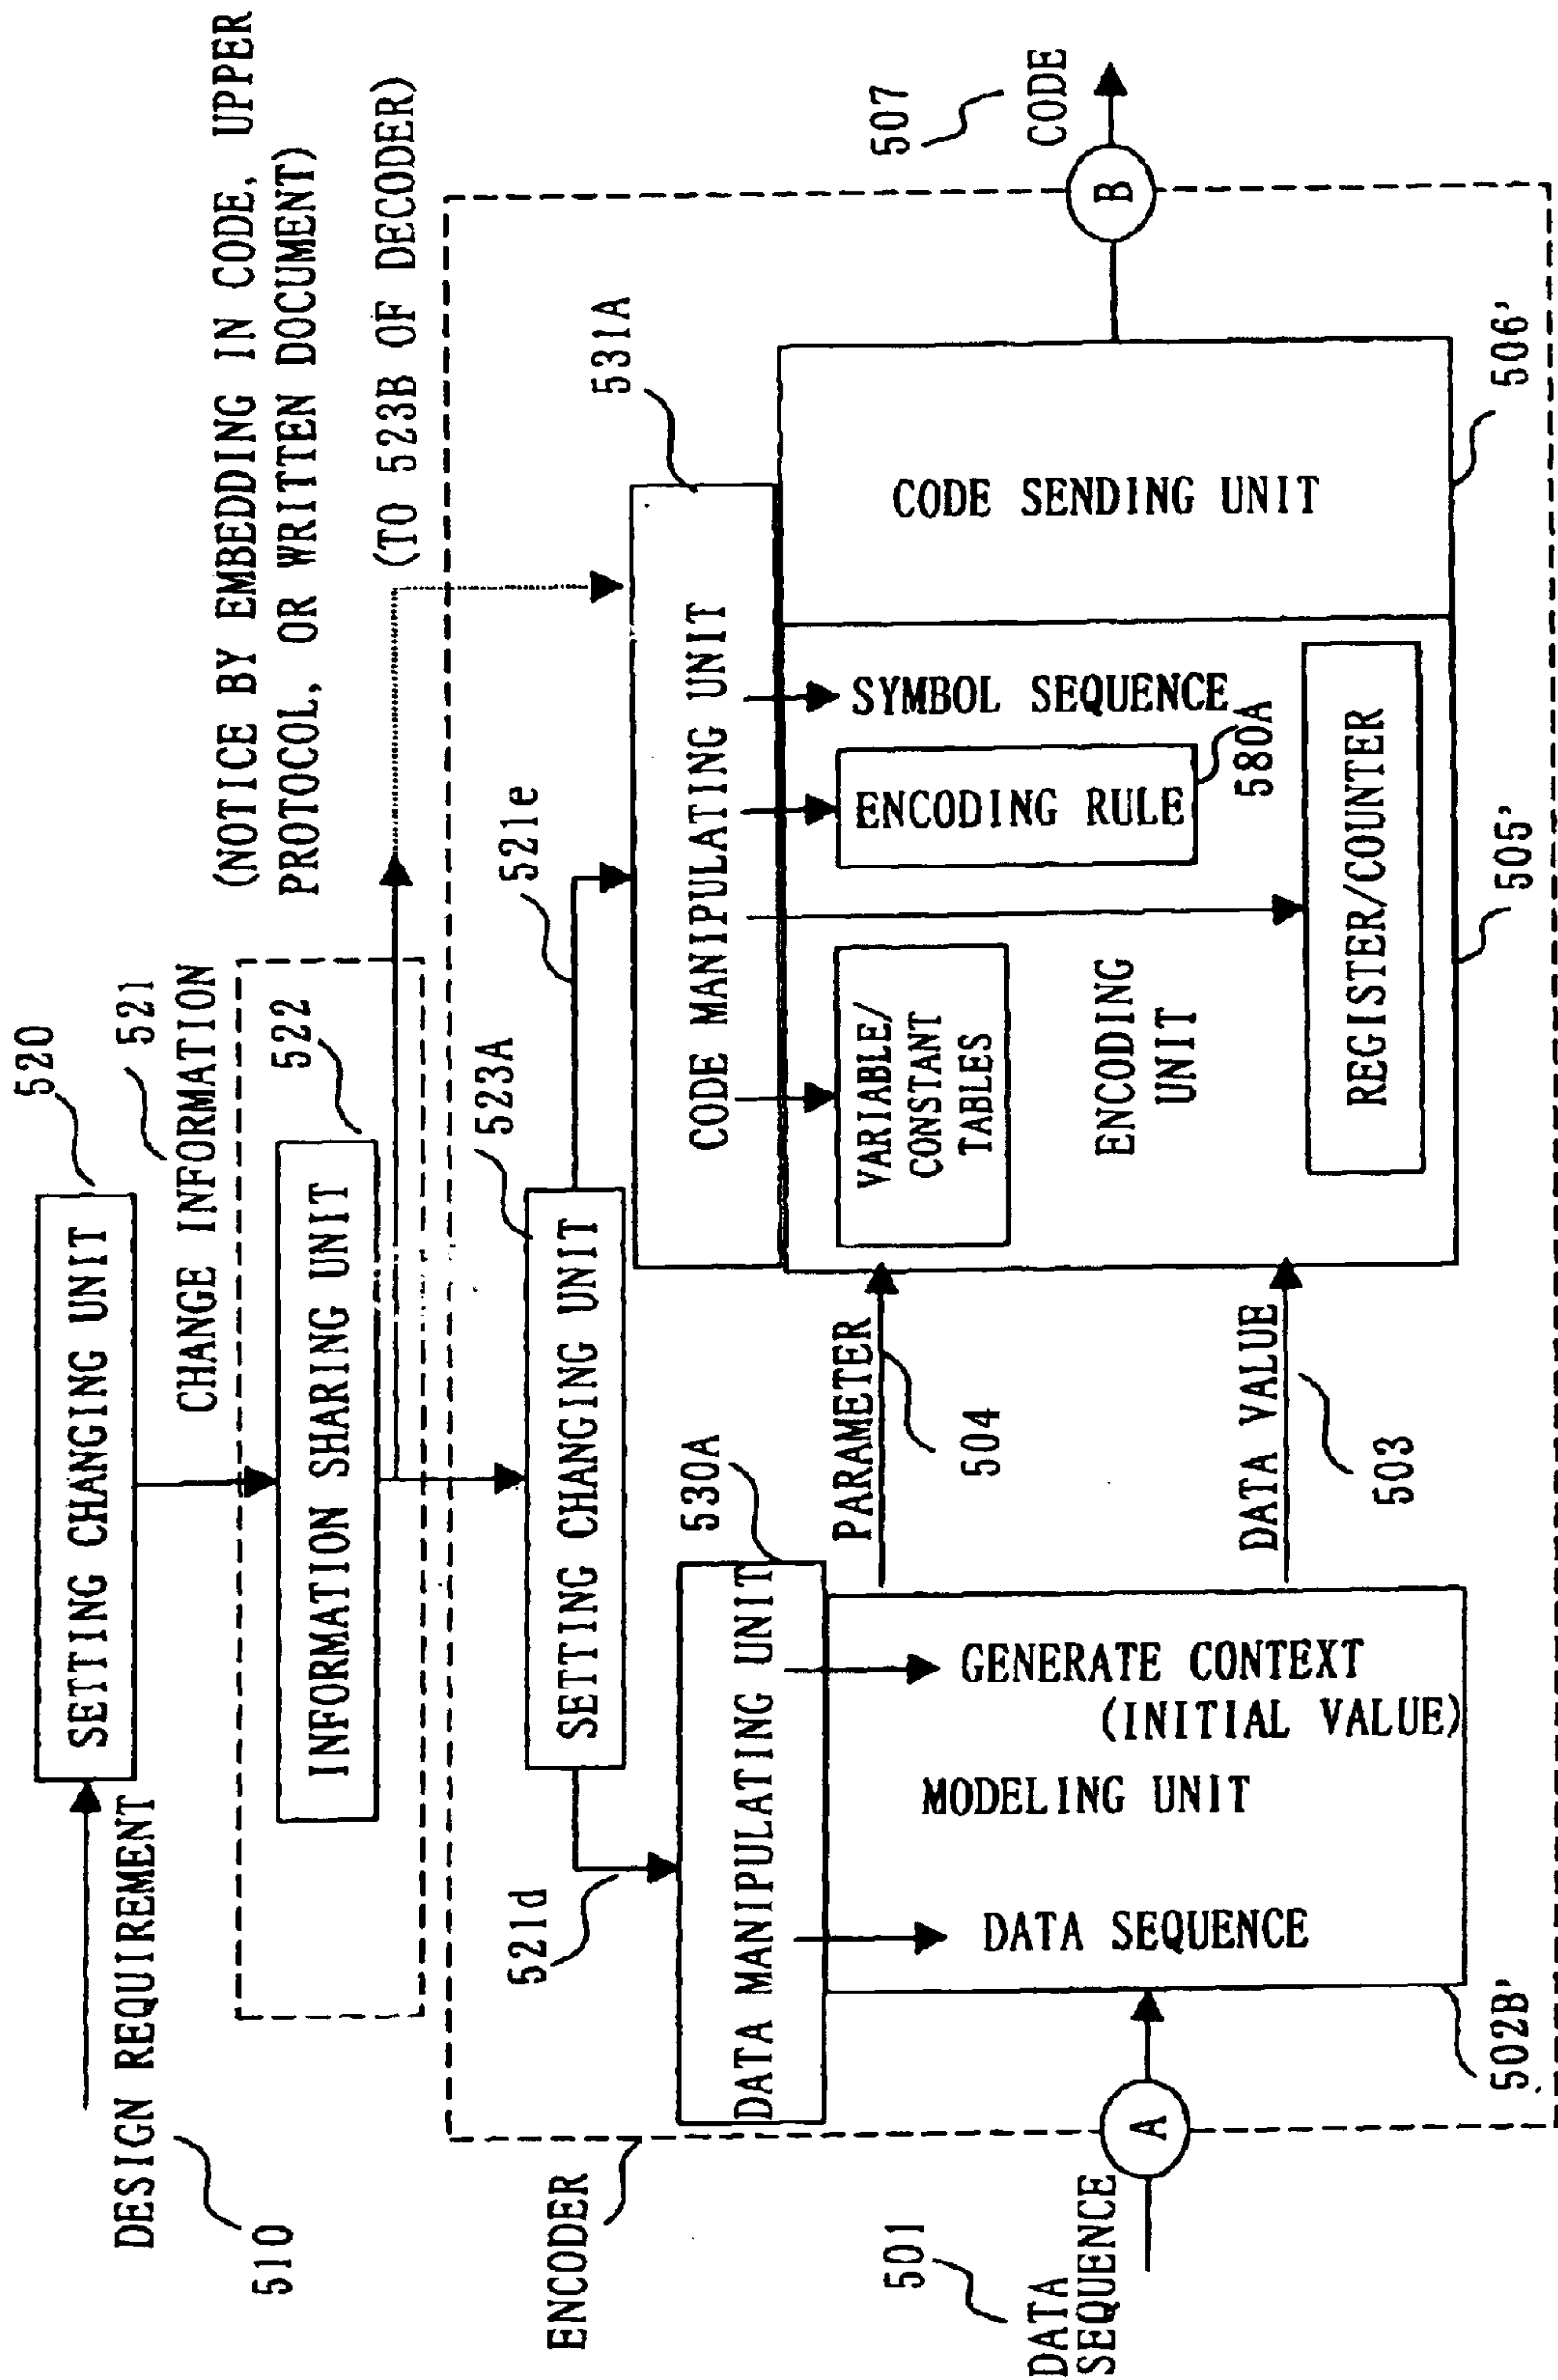 520
SETTING CHANGING UNIT
DESIGN REQUIREMENT
510
521
CHANGE INFORMATION
522
INFORMATION SHARING UNIT
(NOTICE BY EMBEDDING IN CODE, UPPER
PROTOCOL, OR WRITTEN DOCUMENT)
(TO 523B OF DECODER)
ENCODER
523A
SETTING CHANGING UNIT
521d
521e
530A
DATA MANIPULATING UNIT
531A
CODE MANIPULATING UNIT
GENERATE CONTEXT
(INITIAL VALUE)
MODELING UNIT
DATA SEQUENCE
502B'
501
DATA
SEQUENCE
A
PARAMETER
504
DATA VALUE
503
VARIABLE/
CONSTANT
TABLES
ENCODING RULE
580A
SYMBOL SEQUENCE
ENCODING
UNIT
REGISTER/COUNTER
505'
CODE SENDING UNIT
506'
B
507
CODE